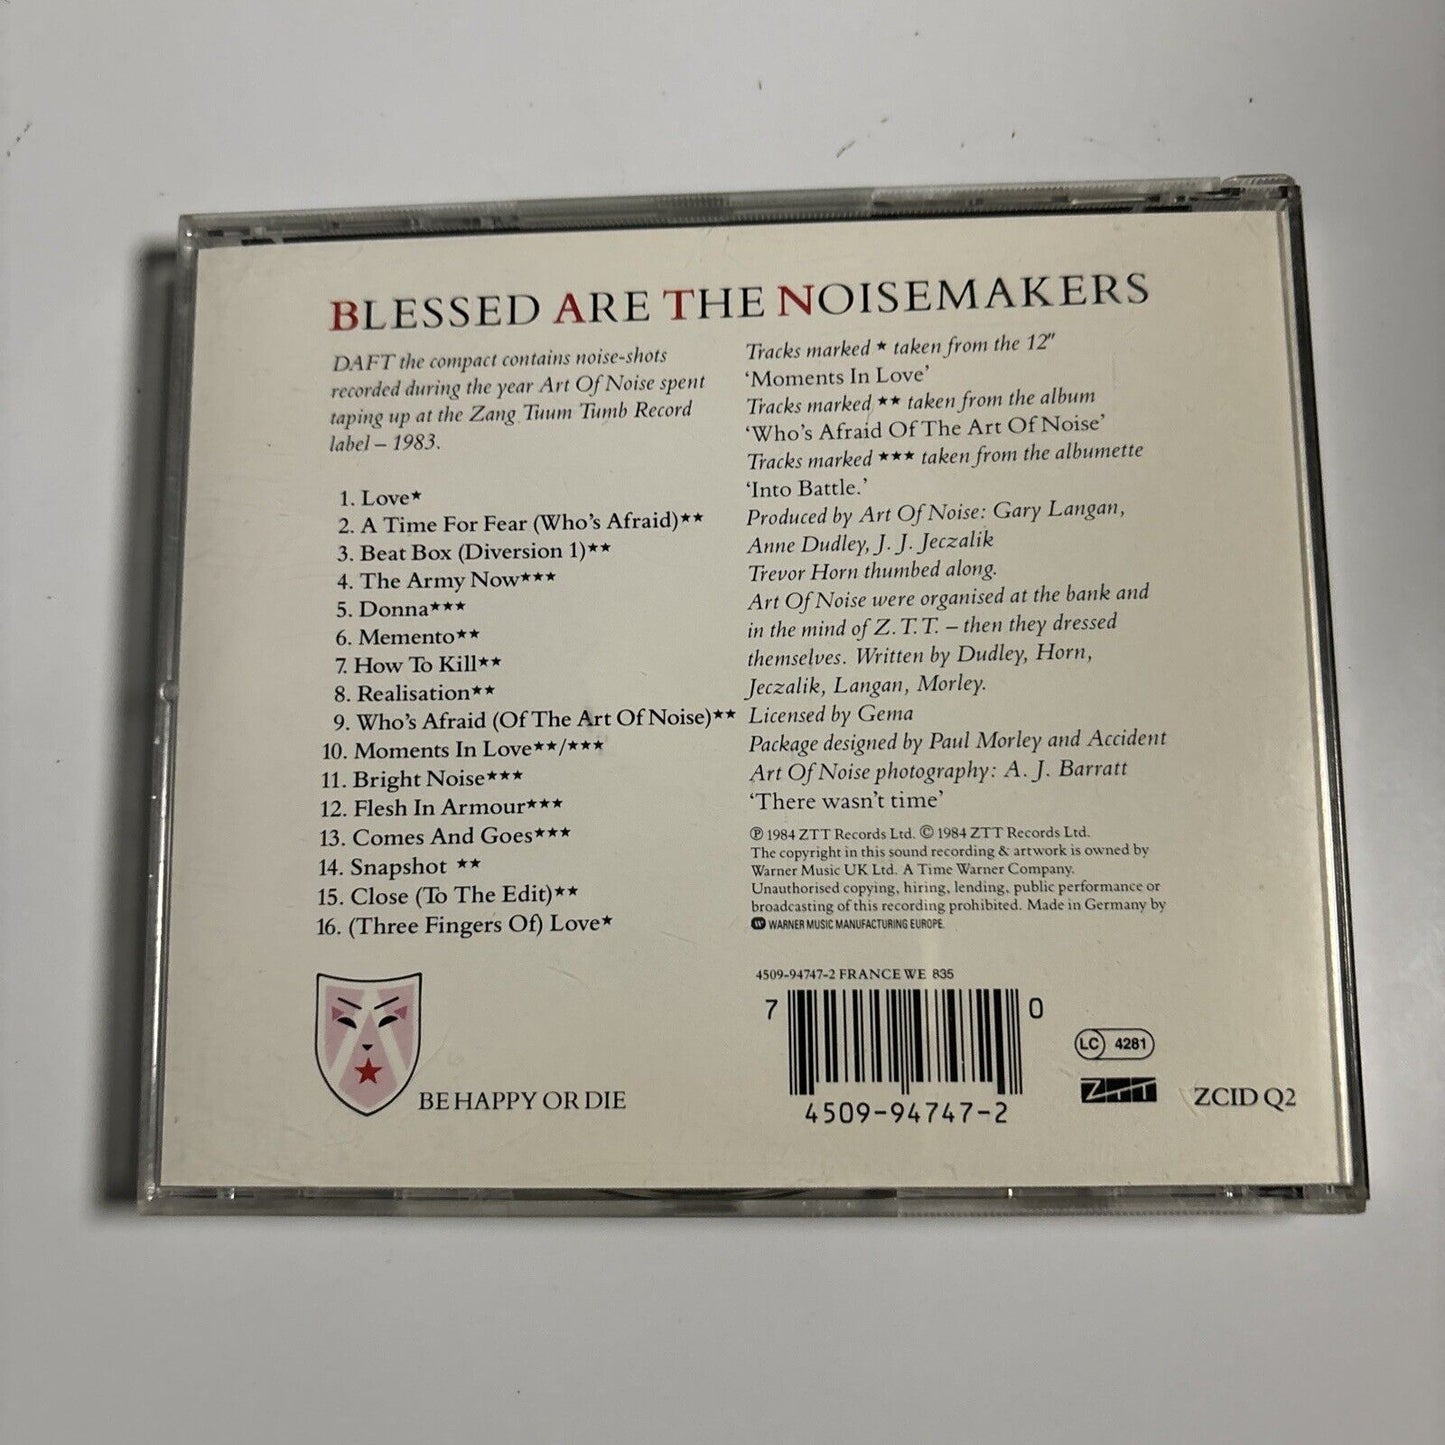 BLESSED ARE THE NOISEMAKERS
DAFT the compact contains noise-shots
recorded during the year Art Of Noise spent
taping up at the Zang Tuum Tumb Record
label – 1983.
1. Love★
2. A Time For Fear (Who's Afraid)★★
3. Beat Box (Diversion 1)★★
4. The Army Now★★★
5. Donna★★★
6. Memento★★
7. How To Kill★★
8. Realisation★★
9. Who's Afraid (Of The Art Of Noise)★★
10. Moments In Love★★/★★★
11. Bright Noise★★★
12. Flesh In Armour★★★
13. Comes And Goes★★★
14. Snapshot ★★
15. Close (To The Edit)★★
16. (Three Fingers Of) Love★
BE HAPPY OR DIE
Tracks marked ★ taken from the 12"
'Moments In Love'
Tracks marked ★★ taken from the album
'Who's Afraid Of The Art Of Noise'
Tracks marked ★★★ taken from the albumette
'Into Battle.'
Produced by Art Of Noise: Gary Langan,
Anne Dudley, J. J. Jeczalik
Trevor Horn thumbed along.
Art Of Noise were organised at the bank and
in the mind of Z.T.T. – then they dressed
themselves. Written by Dudley, Horn,
Jeczalik, Langan, Morley.
Licensed by Gema
Package designed by Paul Morley and Accident
Art Of Noise photography: A. J. Barratt
'There wasn't time'
℗ 1984 ZTT Records Ltd. © 1984 ZTT Records Ltd.
The copyright in this sound recording & artwork is owned by
Warner Music UK Ltd. A Time Warner Company.
Unauthorised copying, hiring, lending, public performance or
broadcasting of this recording prohibited. Made in Germany by
WARNER MUSIC MANUFACTURING EUROPE.
4509-94747-2 FRANCE WE 835
7 0
4509-94747-2
LC 4281
ZTT
ZCID Q2